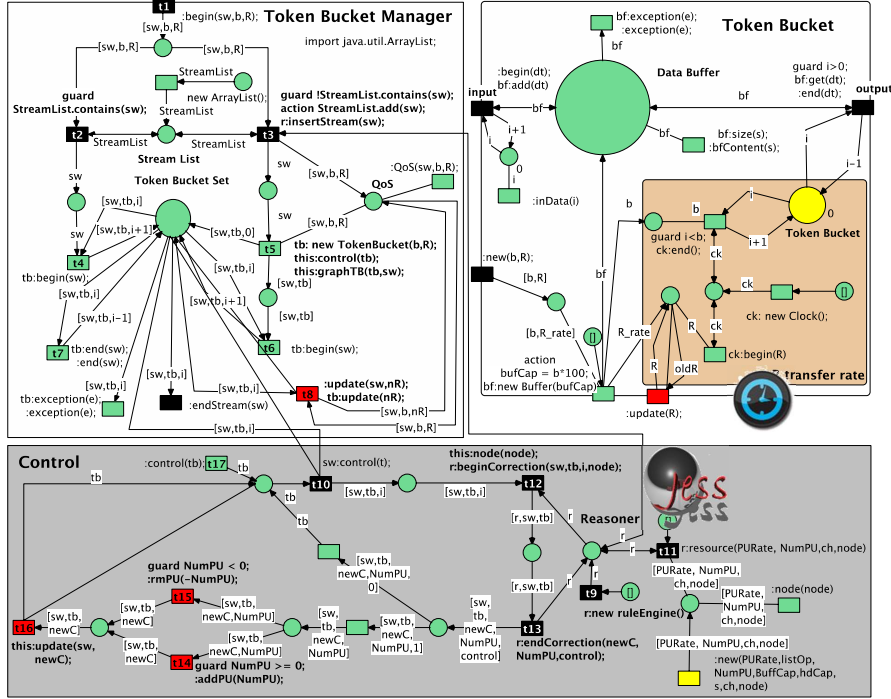 t1
:begin(sw,b,R);
[sw,b,R]
Token Bucket Manager
import java.util.ArrayList;
[sw,b,R]
[sw,b,R]
StreamList
new ArrayList();
StreamList
guard
StreamList.contains(sw);
guard !StreamList.contains(sw);
action StreamList.add(sw);
r:insertStream(sw);
t2
StreamList
StreamList
t3
Stream List
Token Bucket Set
sw
sw
[sw,b,R]
QoS
:QoS(sw,b,R);
[sw,tb,i]
sw
[sw,tb,i+1]
sw
[sw,b,R]
[sw,tb,0]
t5
tb: new TokenBucket(b,R);
this:control(tb);
this:graphTB(tb,sw);
t4
tb:begin(sw);
[sw,tb,i]
[sw,tb,i]
[sw,tb]
[sw,tb,i+1]
[sw,tb,i-1]
[sw,tb]
t7
tb:end(sw);
:end(sw);
t6
tb:begin(sw);
[sw,tb,i]
[sw,tb,i]
[sw,tb,i]
t8
:update(sw,nR);
tb:update(nR);
tb:exception(e);
:exception(e);
:endStream(sw)
[sw,b,nR]
[sw,b,R]
[sw,tb,i]
bf:exception(e);
:exception(e);
bf
Token Bucket
:begin(dt);
bf:add(dt)
Data Buffer
guard i>0;
bf:get(dt);
:end(dt);
input
output
bf
bf
i
i+1
0
i
bf
bf:size(s);
:bfContent(s);
i
i-1
:inData(i)
b
b
i
0
Token Bucket
guard i<b;
ck:end();
i+1
ck
:new(b,R);
[b,R]
bf
ck
[]
ck: new Clock();
[b,R_rate]
[]
R_rate
R
ck
R
oldR
ck:begin(R)
action
bufCap = b*100;
bf:new Buffer(bufCap)
R transfer rate
:update(R);
Control
:control(tb);
t17
tb
tb
tb
t10
sw:control(t);
[sw,tb,i]
[sw,tb,i]
this:node(node);
r:beginCorrection(sw,tb,i,node);
t12
tb
[r,sw,tb]
r
Reasoner
r
r
Jess
[]
t11
r:resource(PURate, NumPU,ch,node)
[sw,tb,
newC,NumPU,
0]
[r,sw,tb]
r
r
t9
[]
r:new ruleEngine()
[PURate, NumPU,
ch,node]
[PURate,
NumPU,
ch,node]
:node(node)
guard NumPU < 0;
:rmPU(-NumPU);
t15
[sw,tb,
newC]
[sw,tb,
newC,NumPU]
t16
[sw,tb,
newC]
[sw,
tb,
newC,
NumPU]
[sw,tb,
newC,
NumPU,1]
[sw,
tb,
newC,
NumPU,
control]
t13
this:update(sw,
newC);
[sw,tb,
newC]
[sw,tb,
newC,NumPU]
t14
guard NumPU >= 0;
:addPU(NumPU);
r:endCorrection(newC,
NumPU,control);
[PURate, NumPU,ch,node]
:new(PURate,listOp,
NumPU,BuffCap,hdCap,
s,ch,node)